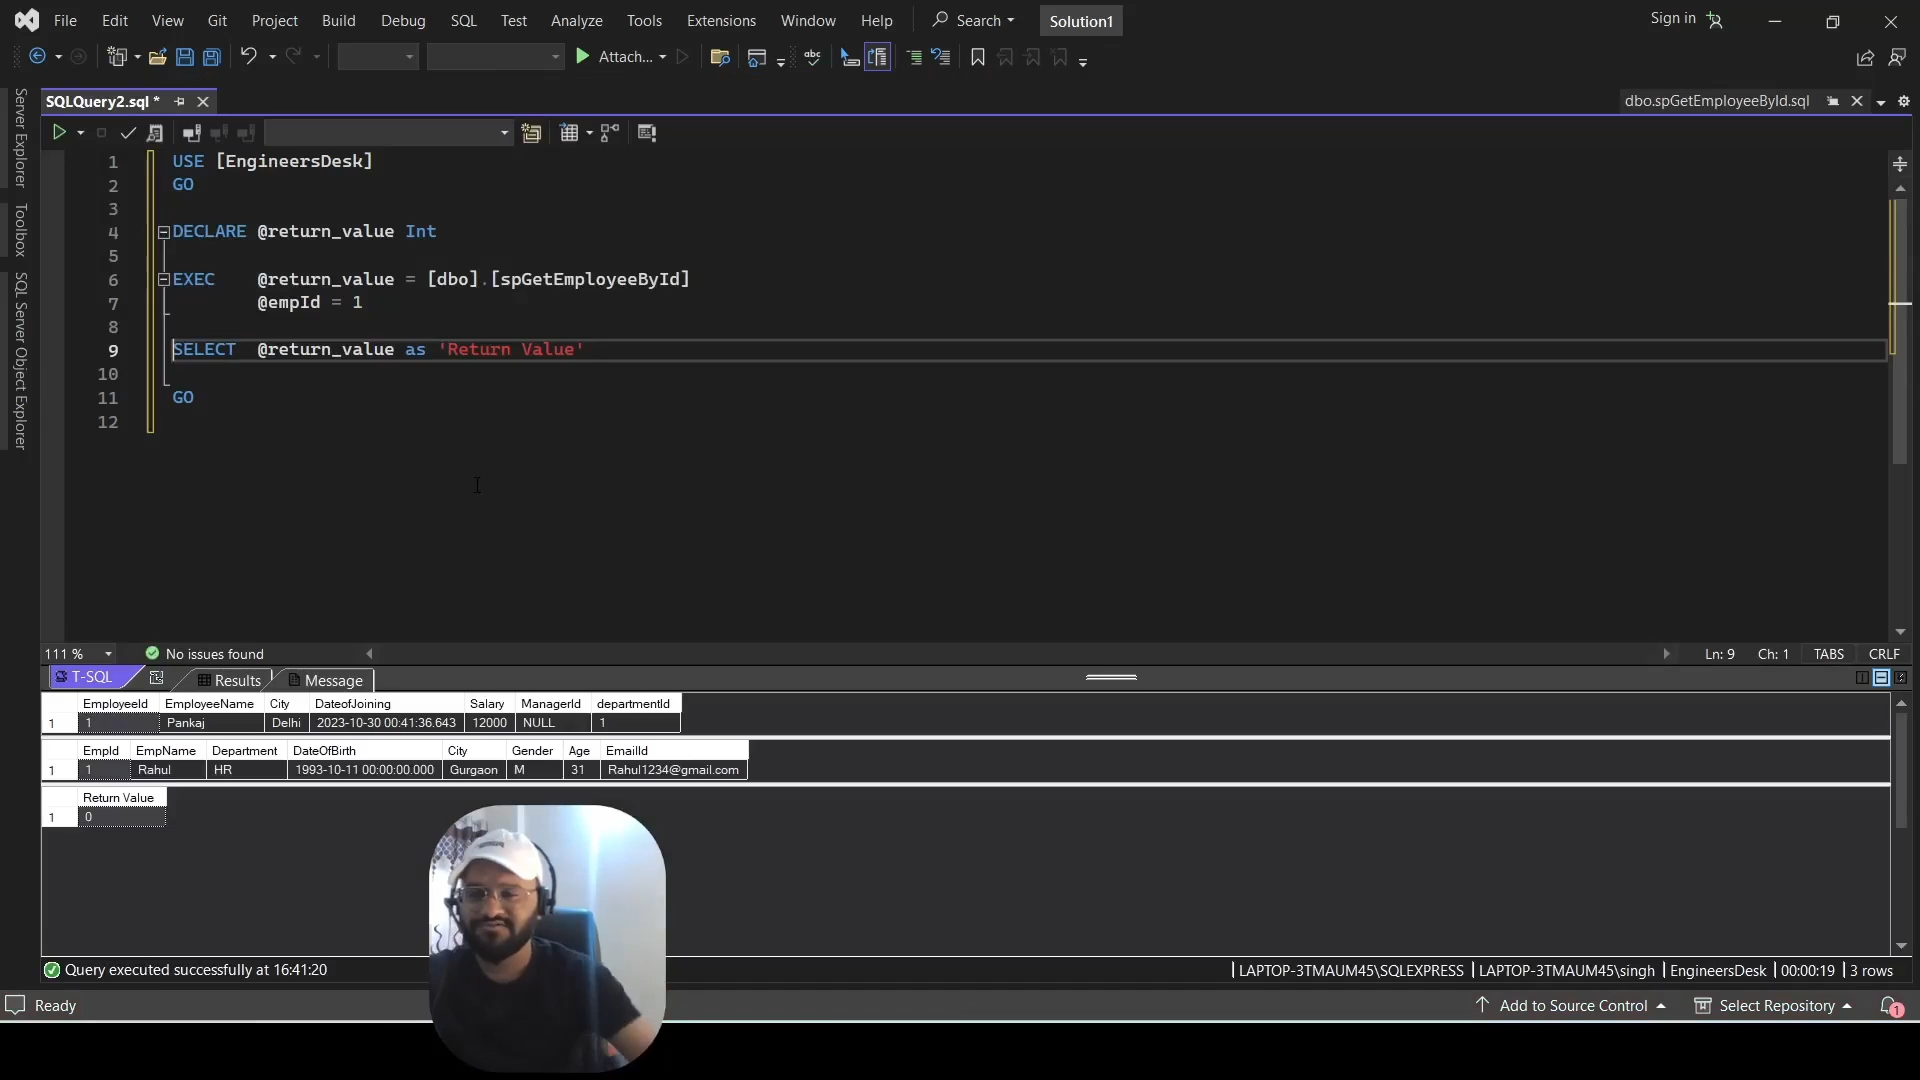 File Edit View Git Project Build Debug SQL Test Analyze Tools Extensions Window Help Search Solution1 Sign in
Attach...
SQLQuery2.sql * dbo.spGetEmployeeById.sql
Server Explorer
Toolbox
SQL Server Object Explorer
1 USE [EngineersDesk]
2 GO
3
4 DECLARE @return_value Int
5
6 EXEC @return_value = [dbo].[spGetEmployeeById]
7 @empId = 1
8
9 SELECT @return_value as 'Return Value'
10
11 GO
12
111 % No issues found Ln: 9 Ch: 1 TABS CRLF
T-SQL Results Message
EmployeeId EmployeeName City DateofJoining Salary ManagerId departmentId
1 1 Pankaj Delhi 2023-10-30 00:41:36.643 12000 NULL 1
EmpId EmpName Department DateOfBirth City Gender Age EmailId
1 1 Rahul HR 1993-10-11 00:00:00.000 Gurgaon M 31 Rahul1234@gmail.com
Return Value
1 0
Query executed successfully at 16:41:20 LAPTOP-3TMAUM45\SQLEXPRESS LAPTOP-3TMAUM45\singh EngineersDesk 00:00:19 3 rows
Ready Add to Source Control Select Repository 1